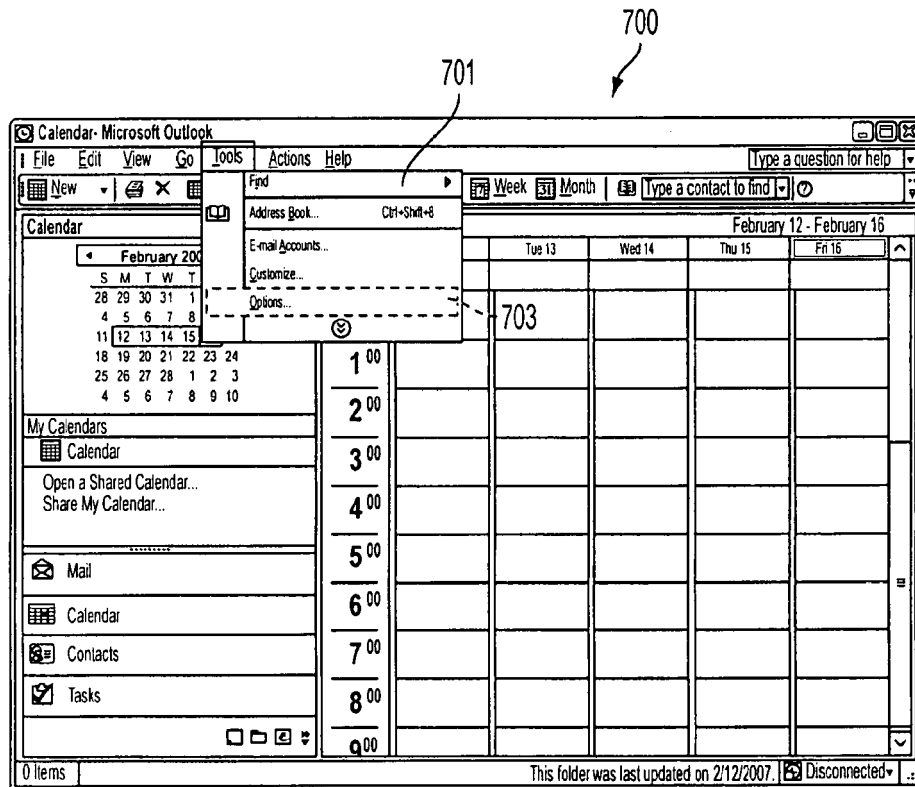 700
701
Calendar- Microsoft Outlook
File Edit View Go Tools Actions Help Type a question for help
New Week Month Type a contact to find
Find
Address Book... Ctrl+Shift+8
E-mail Accounts...
Customize...
Options...
703
Calendar February 12 - February 16
Tue 13 Wed 14 Thu 15 Fri 16
February 200
S M T W T
28 29 30 31 1
4 5 6 7 8
11 12 13 14 15
18 19 20 21 22 23 24
25 26 27 28 1 2 3
4 5 6 7 8 9 10
1 00
2 00
3 00
4 00
5 00
6 00
7 00
8 00
9 00
My Calendars
Calendar
Open a Shared Calendar...
Share My Calendar...
Mail
Calendar
Contacts
Tasks
0 Items This folder was last updated on 2/12/2007. Disconnected